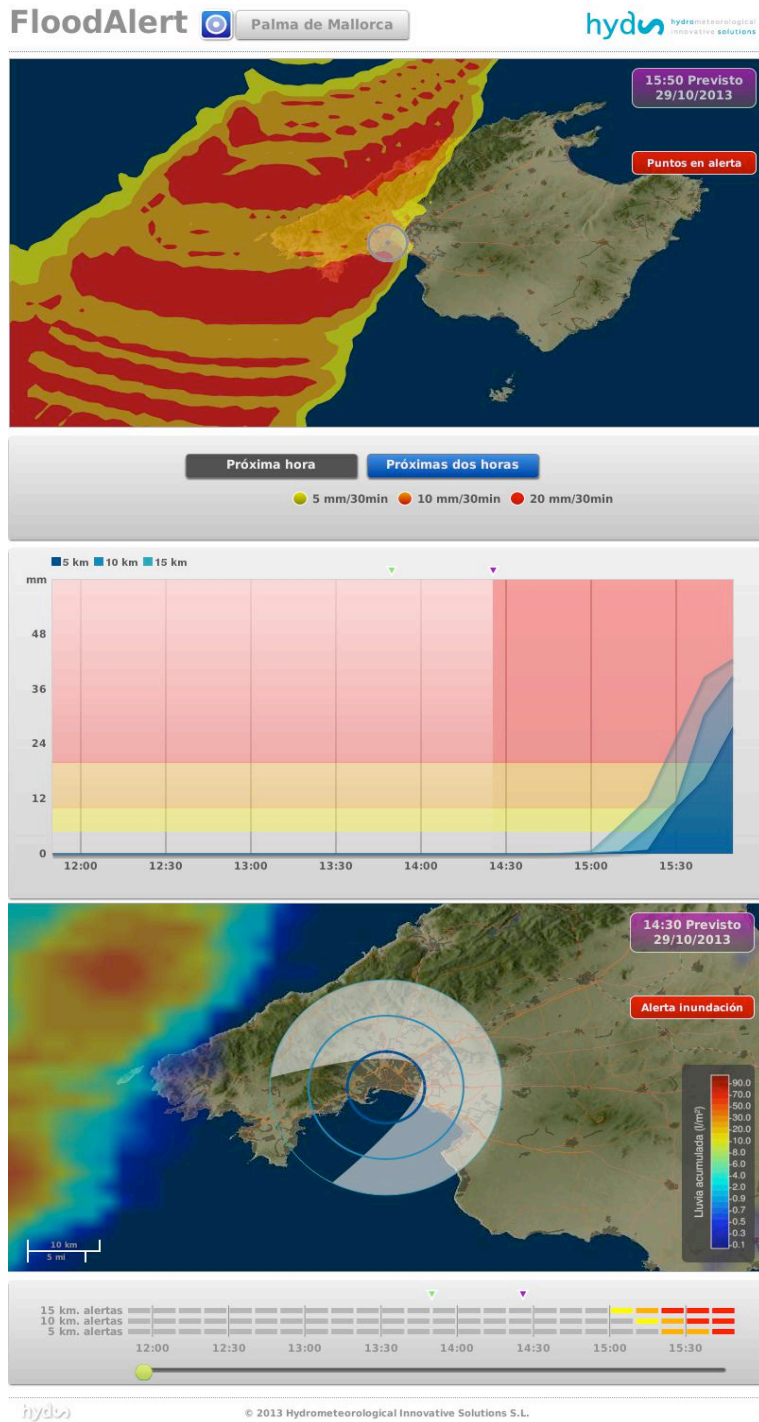 FloodAlert
Palma de Mallorca
hyds
hydrometeorological
innovative solutions
15:50 Previsto
29/10/2013
Puntos en alerta
Próxima hora
Próximas dos horas
5 mm/30min 10 mm/30min 20 mm/30min
5 km 10 km 15 km
mm
48
36
24
12
0
12:00 12:30 13:00 13:30 14:00 14:30 15:00 15:30
14:30 Previsto
29/10/2013
Alerta inundación
Lluvia acumulada (l/m²)
90.0
70.0
50.0
30.0
20.0
10.0
8.0
6.0
4.0
2.0
0.9
0.7
0.5
0.3
0.1
10 km
5 mi
15 km. alertas
10 km. alertas
5 km. alertas
12:00 12:30 13:00 13:30 14:00 14:30 15:00 15:30
hyds
© 2013 Hydrometeorological Innovative Solutions S.L.